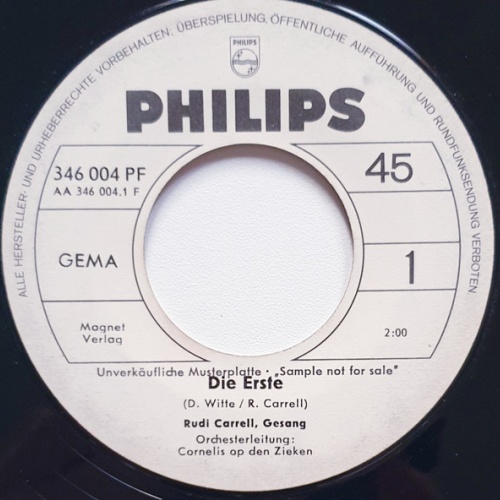 ALLE HERSTELLER- UND URHEBERRECHTE VORBEHALTEN. ÜBERSPIELUNG, ÖFFENTLICHE AUFFÜHRUNG UND RUNDFUNKSENDUNG VERBOTEN
PHILIPS
PHILIPS
346 004 PF
AA 346 004.1 F
45
GEMA
1
Magnet
Verlag
2:00
Unverkäufliche Musterplatte · „Sample not for sale"
Die Erste
(D. Witte / R. Carrell)
Rudi Carrell, Gesang
Orchesterleitung:
Cornelis op den Zieken